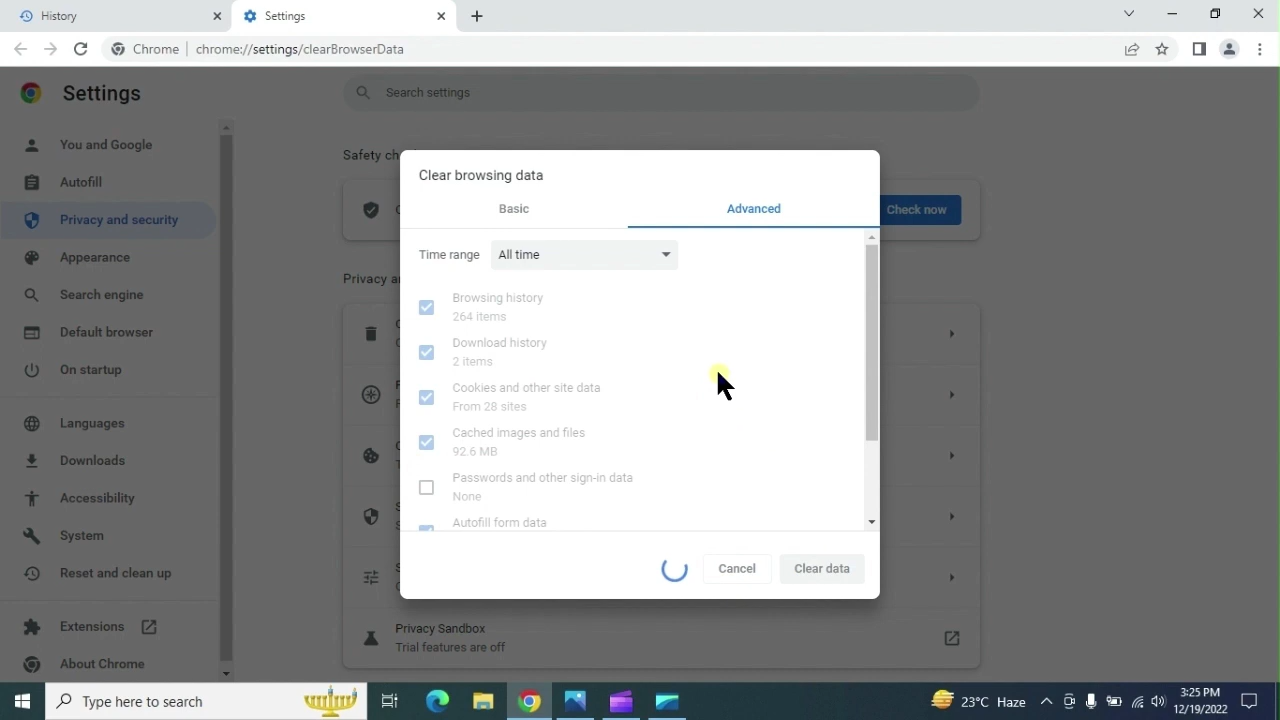 History
Settings
Chrome
chrome://settings/clearBrowserData
Settings
Search settings
You and Google
Autofill
Privacy and security
Appearance
Search engine
Default browser
On startup
Languages
Downloads
Accessibility
System
Reset and clean up
Extensions
About Chrome
Safety ch
Check now
Privacy a
Clear browsing data
Basic
Advanced
Time range
All time
Browsing history
264 items
Download history
2 items
Cookies and other site data
From 28 sites
Cached images and files
92.6 MB
Passwords and other sign-in data
None
Autofill form data
Cancel
Clear data
Privacy Sandbox
Trial features are off
Type here to search
23°C Haze
3:25 PM
12/19/2022